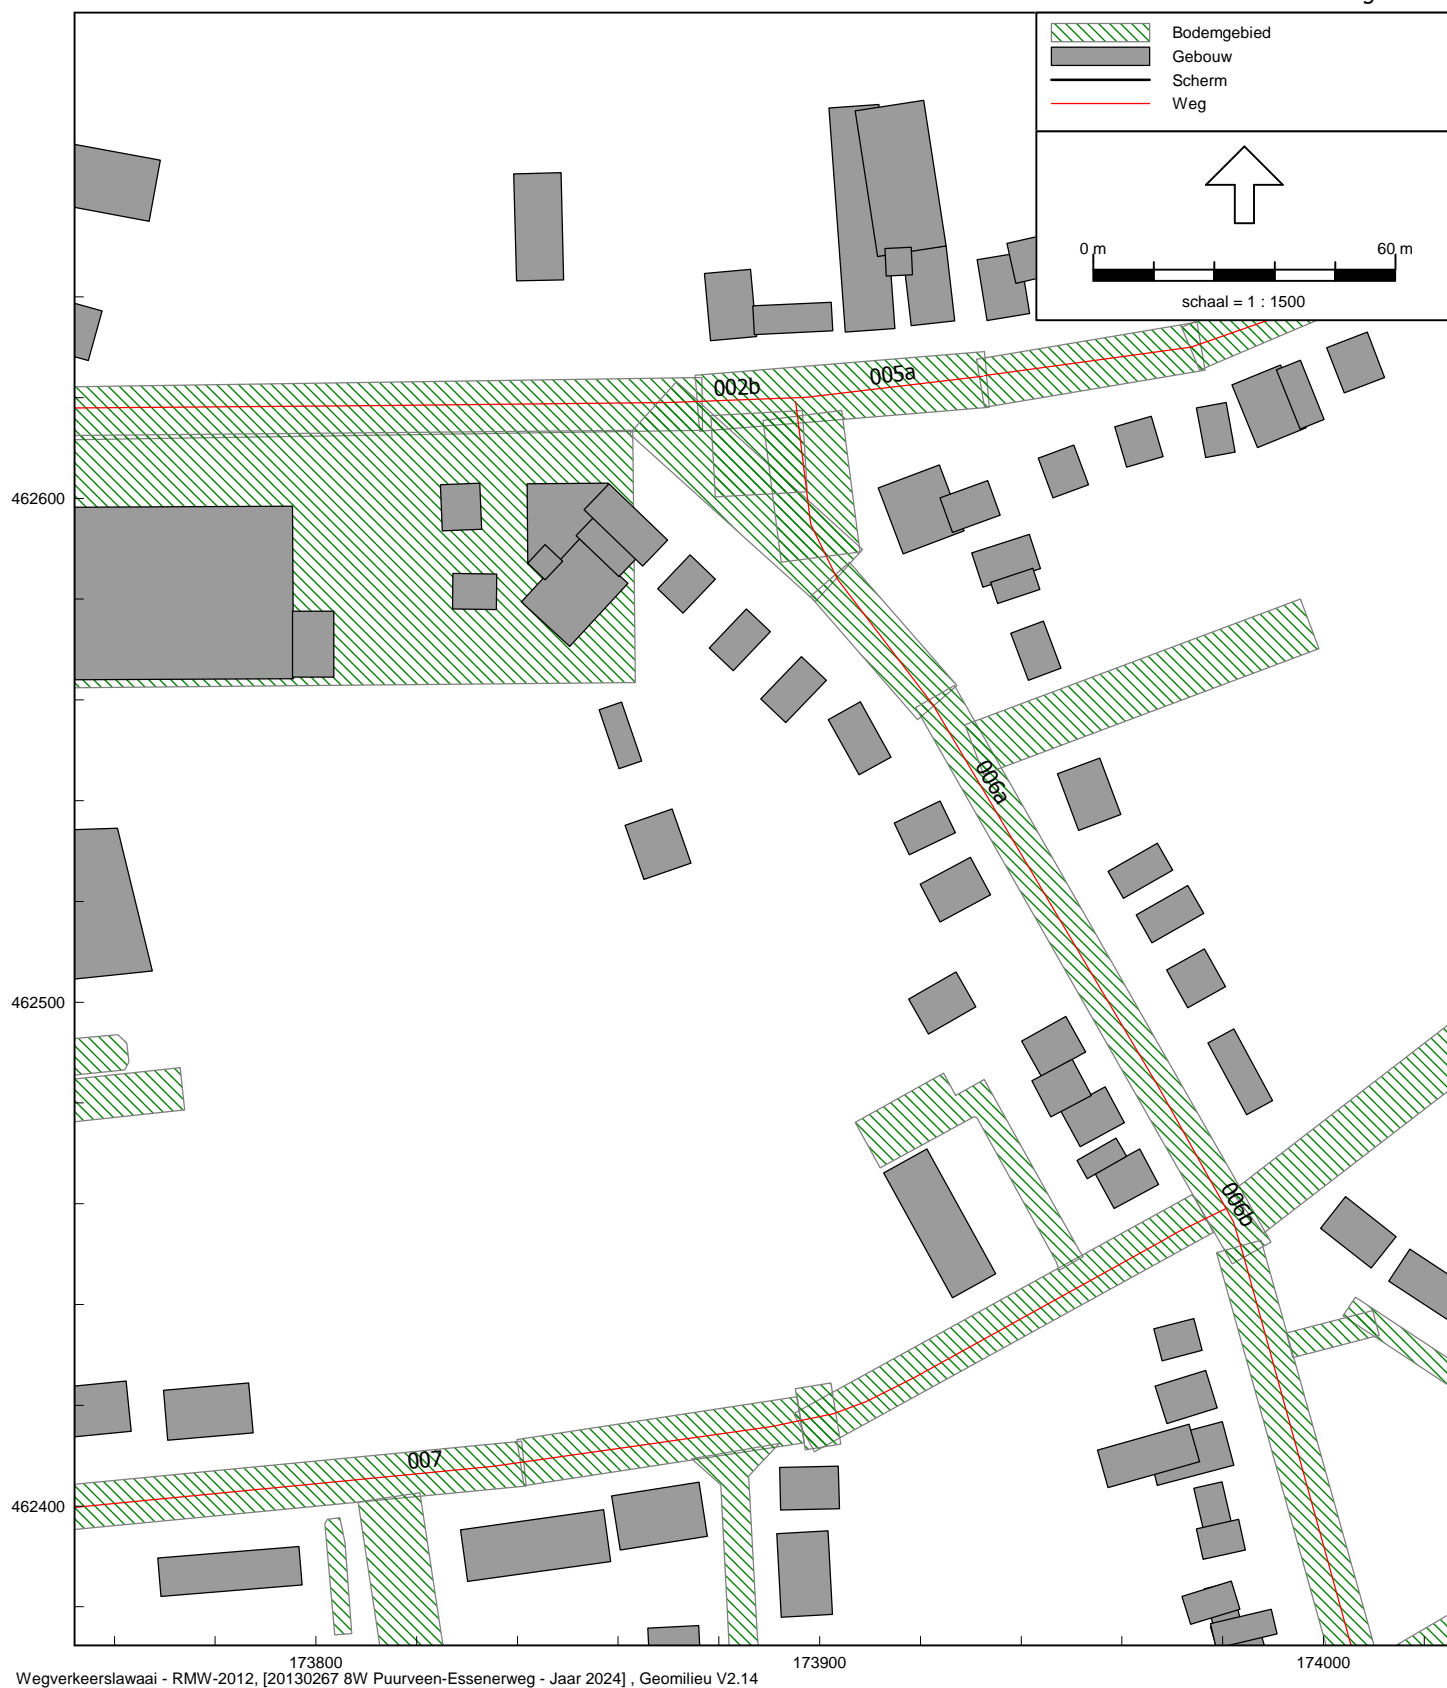 Bodemgebied
Gebouw
Scherm
Weg
0 m 60 m
schaal = 1 : 1500
002b
005a
462600
006a
462500
006b
007
462400
173800
173900
174000
Wegverkeerslawaai - RMW-2012, [20130267 8W Puurveen-Essenerweg - Jaar 2024] , Geomilieu V2.14